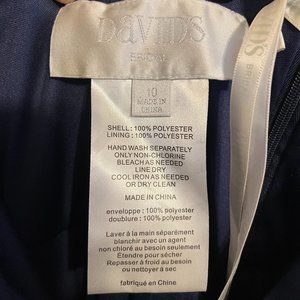 DAVIDS
BRIDAL
10
MADE IN
CHINA
SHELL : 100% POLYESTER
LINING : 100% POLYESTER
HAND WASH SEPARATELY
ONLY NON-CHLORINE
BLEACH AS NEEDED
LINE DRY
COOL IRON AS NEEDED
OR DRY CLEAN
MADE IN CHINA
enveloppe : 100% polyester
doublure : 100% polyester
Laver à la main séparément
blanchir avec un agent
non chloré au besoin seulement
Étendre pour sécher
Repasser à froid au besoin
ou nettoyer à sec
fabriqué en Chine